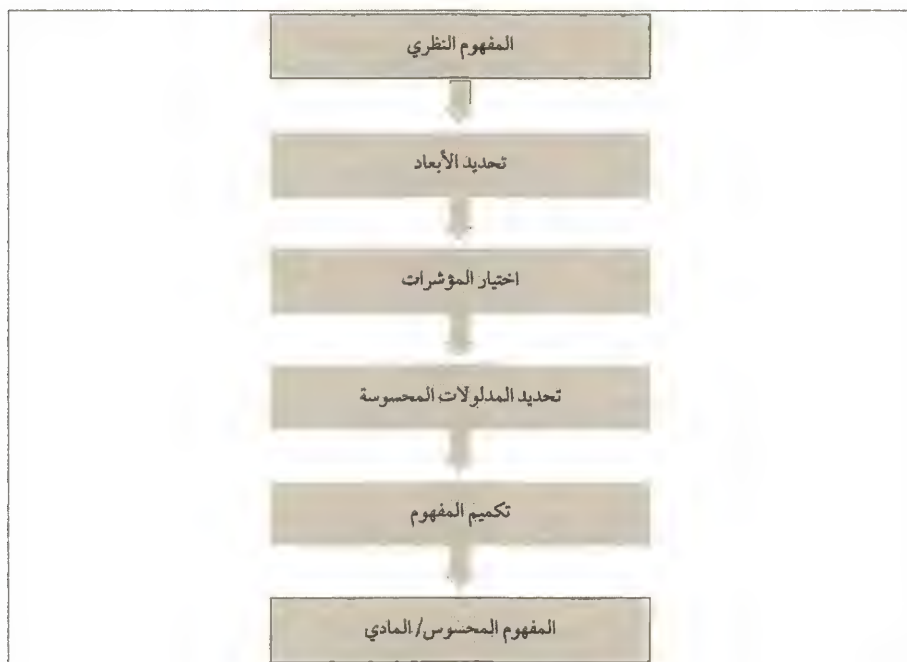 المفهوم النظري
تحديد الأبعاد
اختيار المؤشرات
تحديد المدلولات المحسوسة
تكميم المفهوم
المفهوم المحسوس/المادي